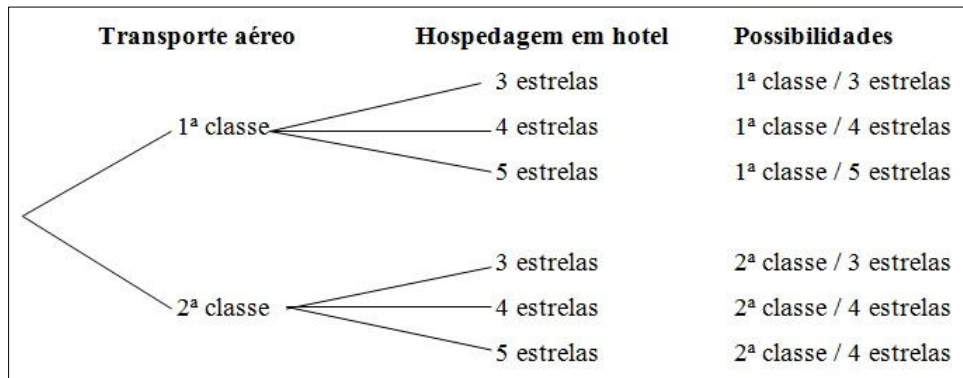 Transporte aéreo Hospedagem em hotel Possibilidades
3 estrelas 1ª classe / 3 estrelas
1ª classe 4 estrelas 1ª classe / 4 estrelas
5 estrelas 1ª classe / 5 estrelas
3 estrelas 2ª classe / 3 estrelas
2ª classe 4 estrelas 2ª classe / 4 estrelas
5 estrelas 2ª classe / 4 estrelas